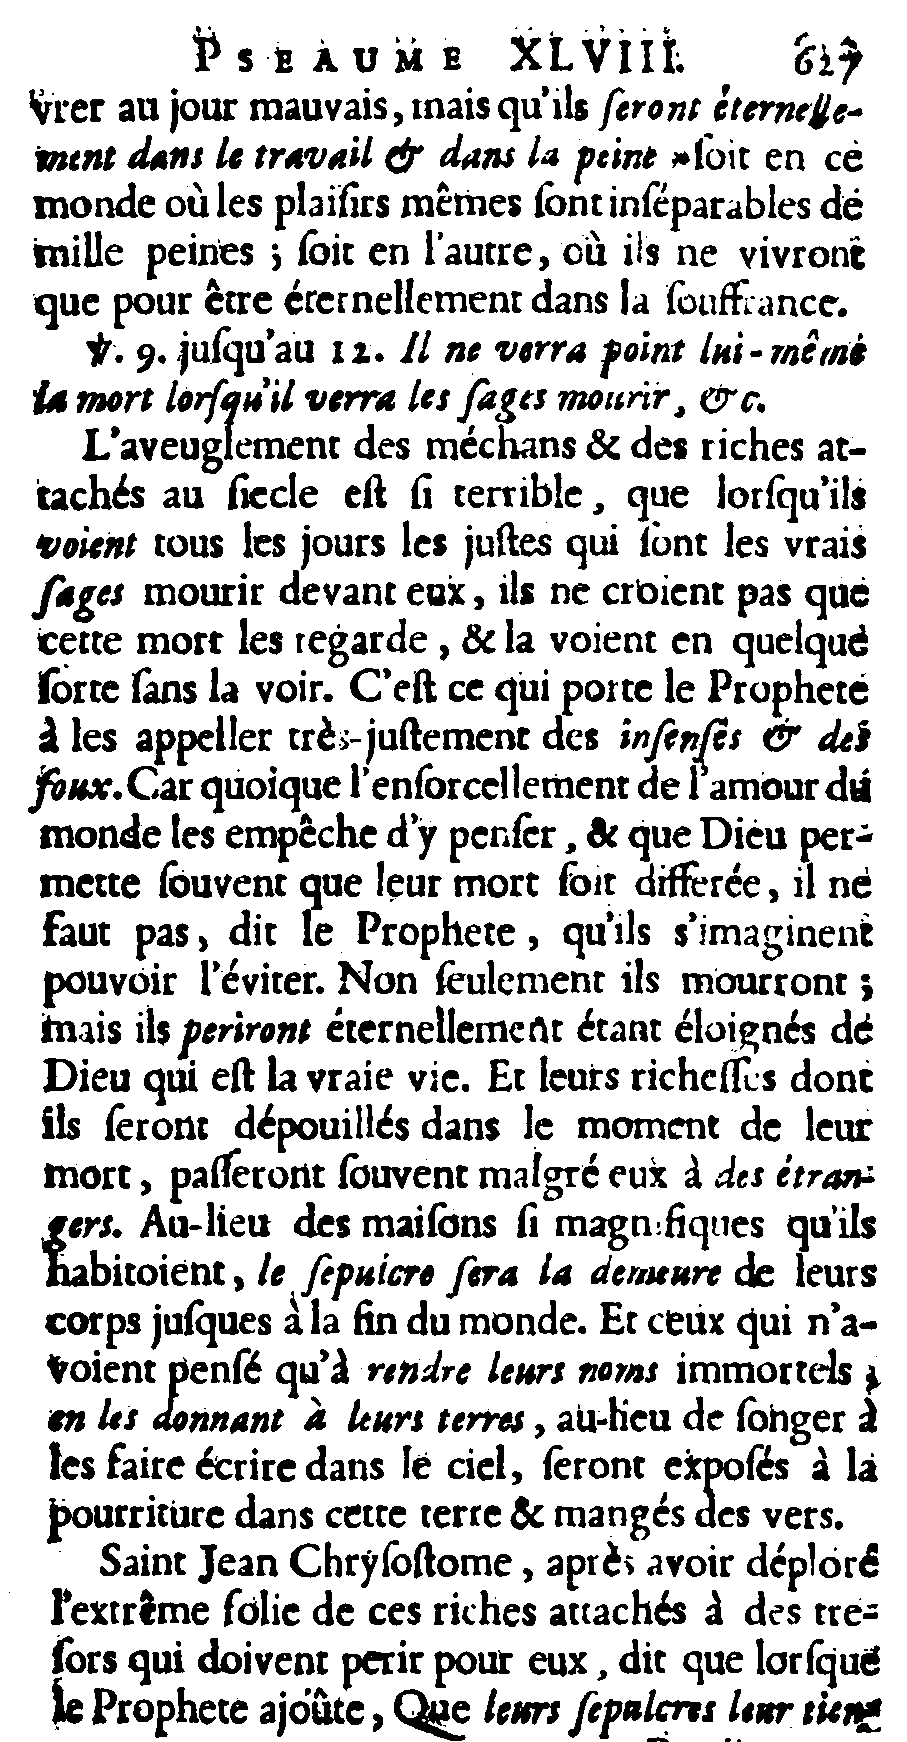 PSEAUME XLVIII. 627
vrer au jour mauvais, mais qu'ils ſeront éternelle-
ment dans le travail & dans la peine, ſoit en ce
monde où les plaiſirs mêmes ſont inſéparables de
mille peines ; ſoit en l'autre, où ils ne vivront
que pour être éternellement dans la ſouffrance.
℣. 9. juſqu'au 12. Il ne verra point lui-même
la mort lorſqu'il verra les ſages mourir, &c.
L'aveuglement des méchans & des riches at-
tachés au ſiecle eſt ſi terrible, que lorſqu'ils
voient tous les jours les juſtes qui ſont les vrais
ſages mourir devant eux, ils ne croient pas que
cette mort les regarde, & la voient en quelque
ſorte ſans la voir. C'eſt ce qui porte le Prophete
à les appeller très-juſtement des inſenſés & des
foux. Car quoique l'enſorcellement de l'amour du
monde les empêche d'y penſer, & que Dieu per-
mette ſouvent que leur mort ſoit differée, il ne
faut pas, dit le Prophete, qu'ils s'imaginent
pouvoir l'éviter. Non ſeulement ils mourront ;
mais ils periront éternellement étant éloignés de
Dieu qui eſt la vraie vie. Et leurs richeſſes dont
ils ſeront dépouillés dans le moment de leur
mort, paſſeront ſouvent malgré eux à des étran-
gers. Au-lieu des maiſons ſi magnifiques qu'ils
habitoient, le ſepulcre ſera la demeure de leurs
corps juſques à la fin du monde. Et ceux qui n'a-
voient penſé qu'à rendre leurs noms immortels,
en les donnant à leurs terres, au-lieu de ſonger à
les faire écrire dans le ciel, ſeront expoſés à la
pourriture dans cette terre & mangés des vers.
Saint Jean Chryſoſtome, après avoir déploré
l'extrême folie de ces riches attachés à des tre-
ſors qui doivent perir pour eux, dit que lorſque
le Prophete ajoûte, Que leurs ſepulcres leur tien-